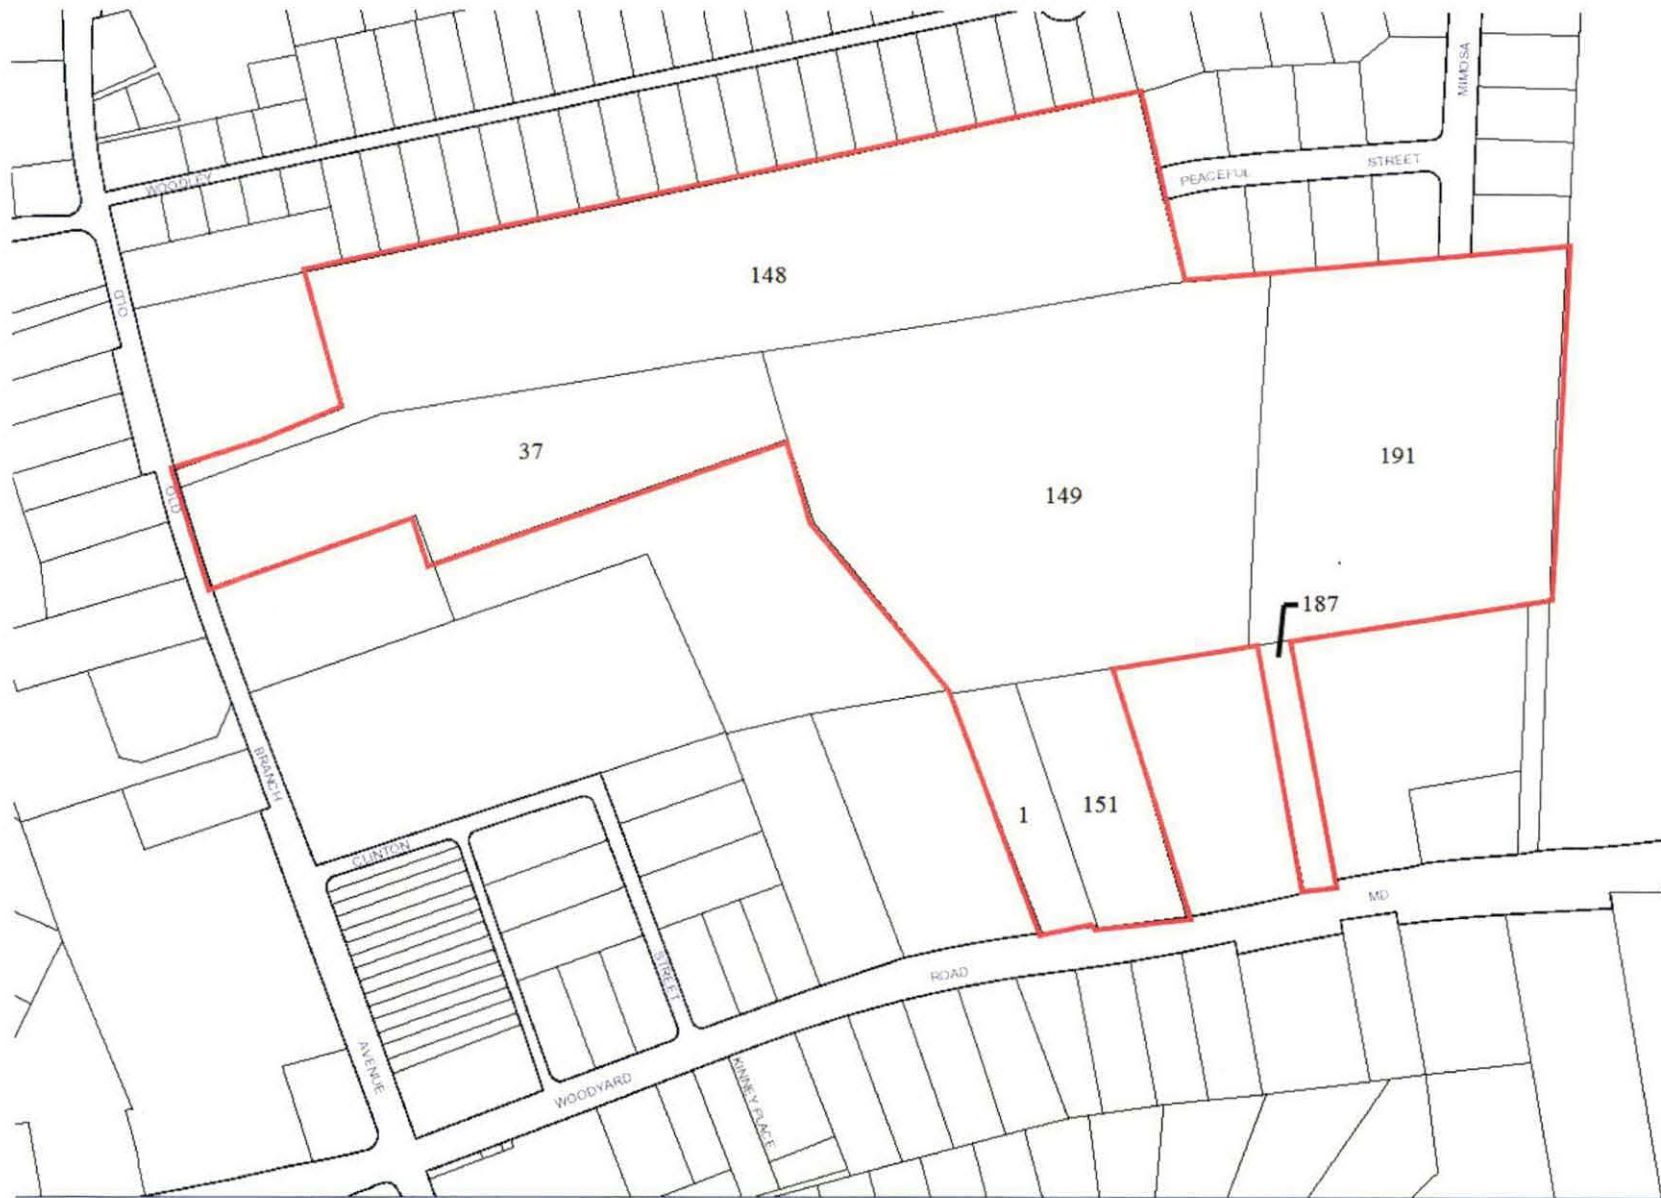 MIMOSA
STREET
PEACEFUL
WOODLEY
148
OLD
37
191
149
OLD
187
BRANCH
1
151
CLINTON
MD
STREET
ROAD
AVENUE
WOODYARD
KINNEY PLACE